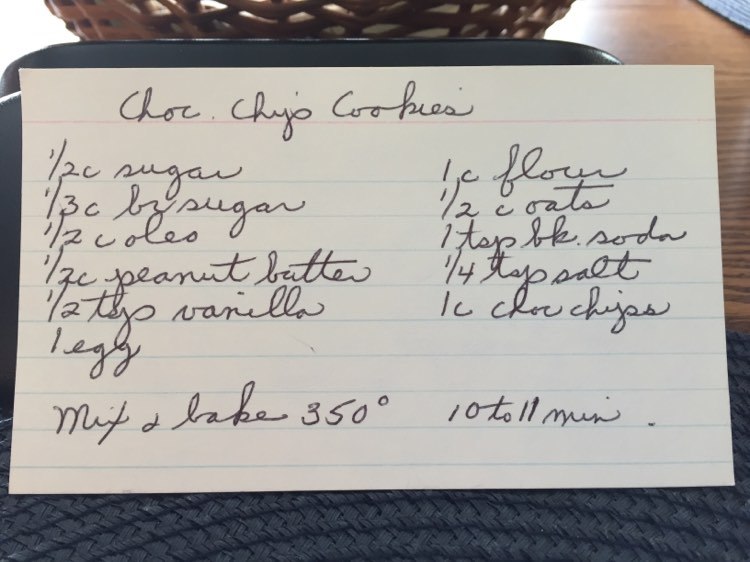 Choc. Chips Cookies
1/2c sugar
1/3c br sugar
1/2c oleo
1/2c peanut butter
1/2 tsp vanilla
1 egg
1c flour
1/2 c oats
1 tsp bk. soda
1/4 tsp salt
1c choc chips
Mix & bake 350° 10 to 11 min.